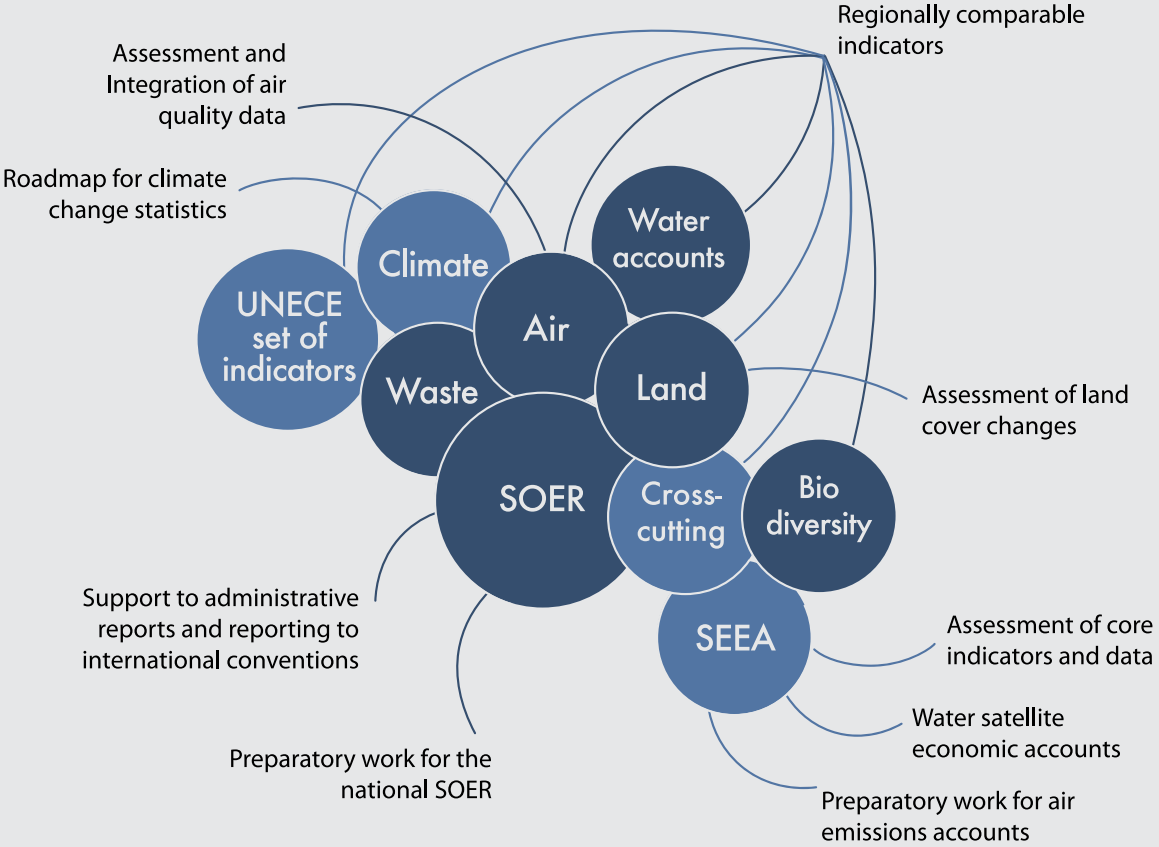 Regionally comparable
indicators
Assessment and
Integration of air
quality data
Roadmap for climate
change statistics
Water
accounts
Climate
UNECE
set of
indicators
Air
Waste
Land
Assessment of land
cover changes
SOER
Cross-
cutting
Bio
diversity
Support to administrative
reports and reporting to
international conventions
SEEA
Assessment of core
indicators and data
Water satellite
economic accounts
Preparatory work for the
national SOER
Preparatory work for air
emissions accounts